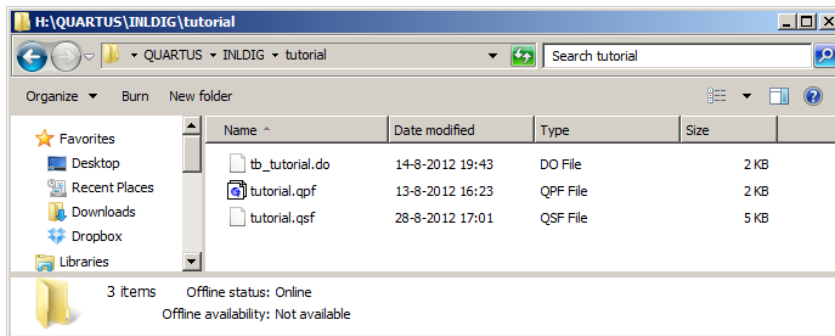 H:\QUARTUS\INLDIG\tutorial
QUARTUS INLDIG tutorial Search tutorial
Organize Burn New folder
Favorites
Desktop
Recent Places
Downloads
Dropbox
Libraries
Name Date modified Type Size
tb_tutorial.do 14-8-2012 19:43 DO File 2 KB
tutorial.qpf 13-8-2012 16:23 QPF File 2 KB
tutorial.qsf 28-8-2012 17:01 QSF File 5 KB
3 items Offline status: Online
Offline availability: Not available